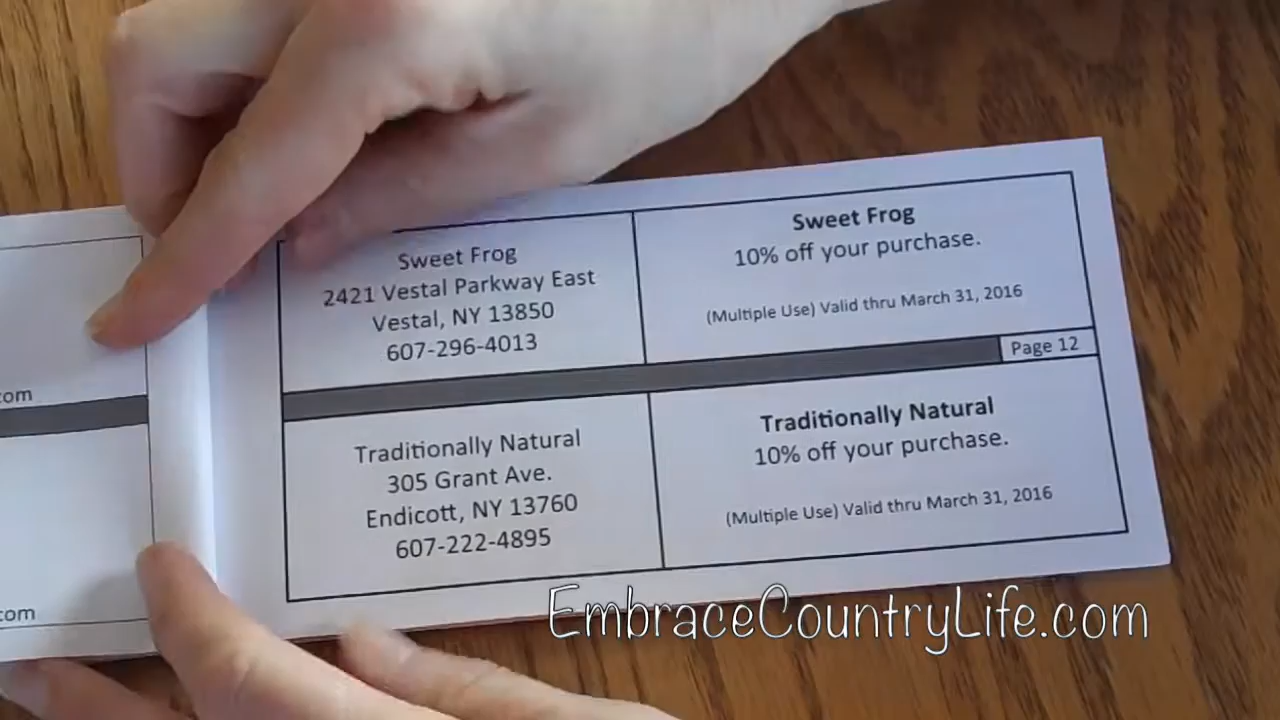 .com
.com
Sweet Frog
2421 Vestal Parkway East
Vestal, NY 13850
607-296-4013
Sweet Frog
10% off your purchase.
(Multiple Use) Valid thru March 31, 2016
Page 12
Traditionally Natural
305 Grant Ave.
Endicott, NY 13760
607-222-4895
Traditionally Natural
10% off your purchase.
(Multiple Use) Valid thru March 31, 2016
EmbraceCountryLife.com